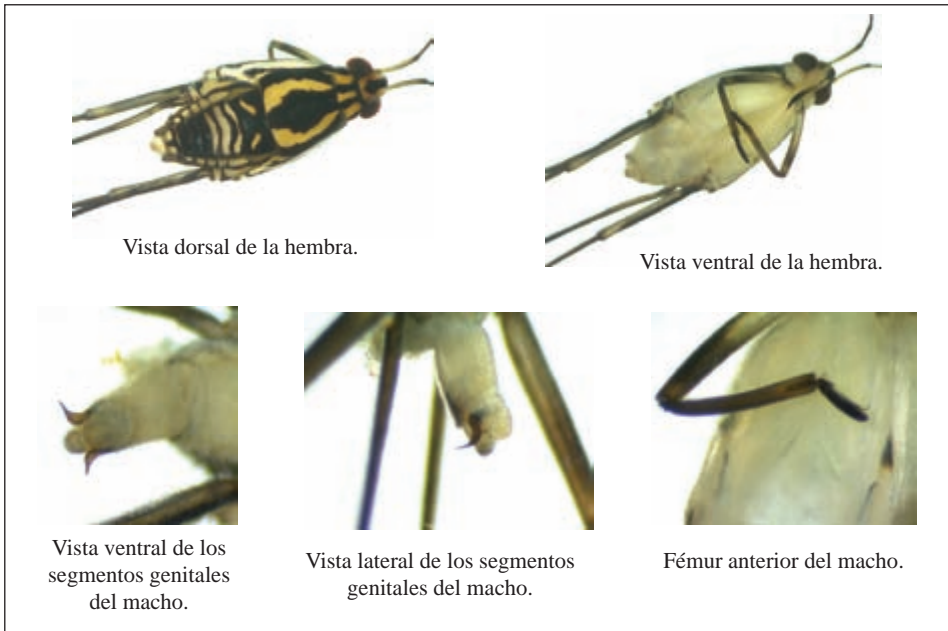 Vista dorsal de la hembra.
Vista ventral de la hembra.
Vista ventral de los
segmentos genitales
del macho.
Vista lateral de los segmentos
genitales del macho.
Fémur anterior del macho.